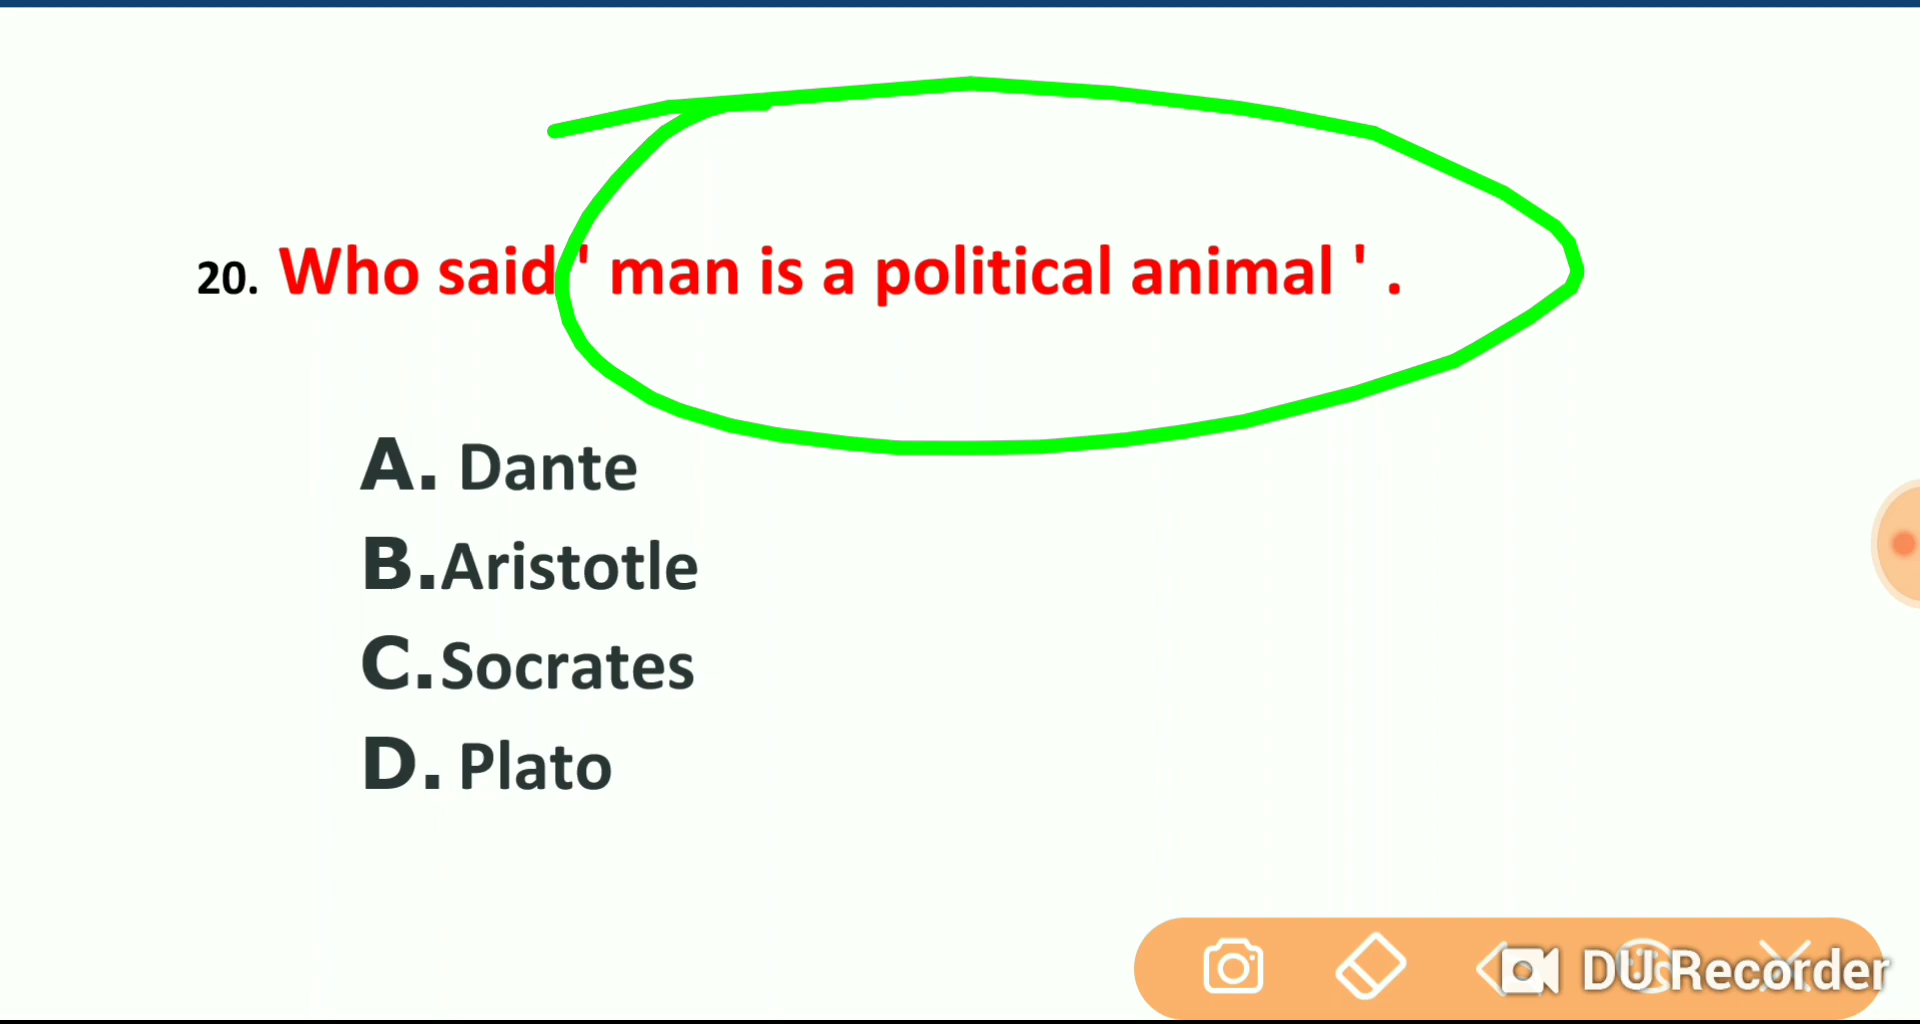 20. Who said ' man is a political animal ' .
A. Dante
B.Aristotle
C.Socrates
D. Plato
DU Recorder